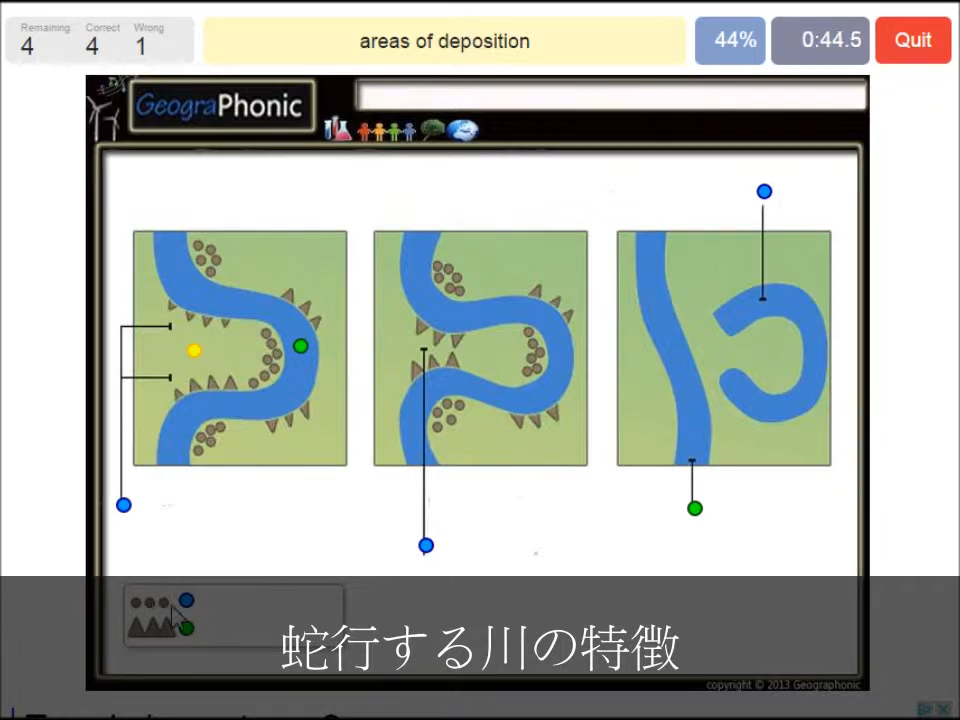 Remaining Correct Wrong
4 4 1
areas of deposition
44%
0:44.5
Quit
GeograPhonic
蛇行する川の特徴
copyright © 2013 Geographonic